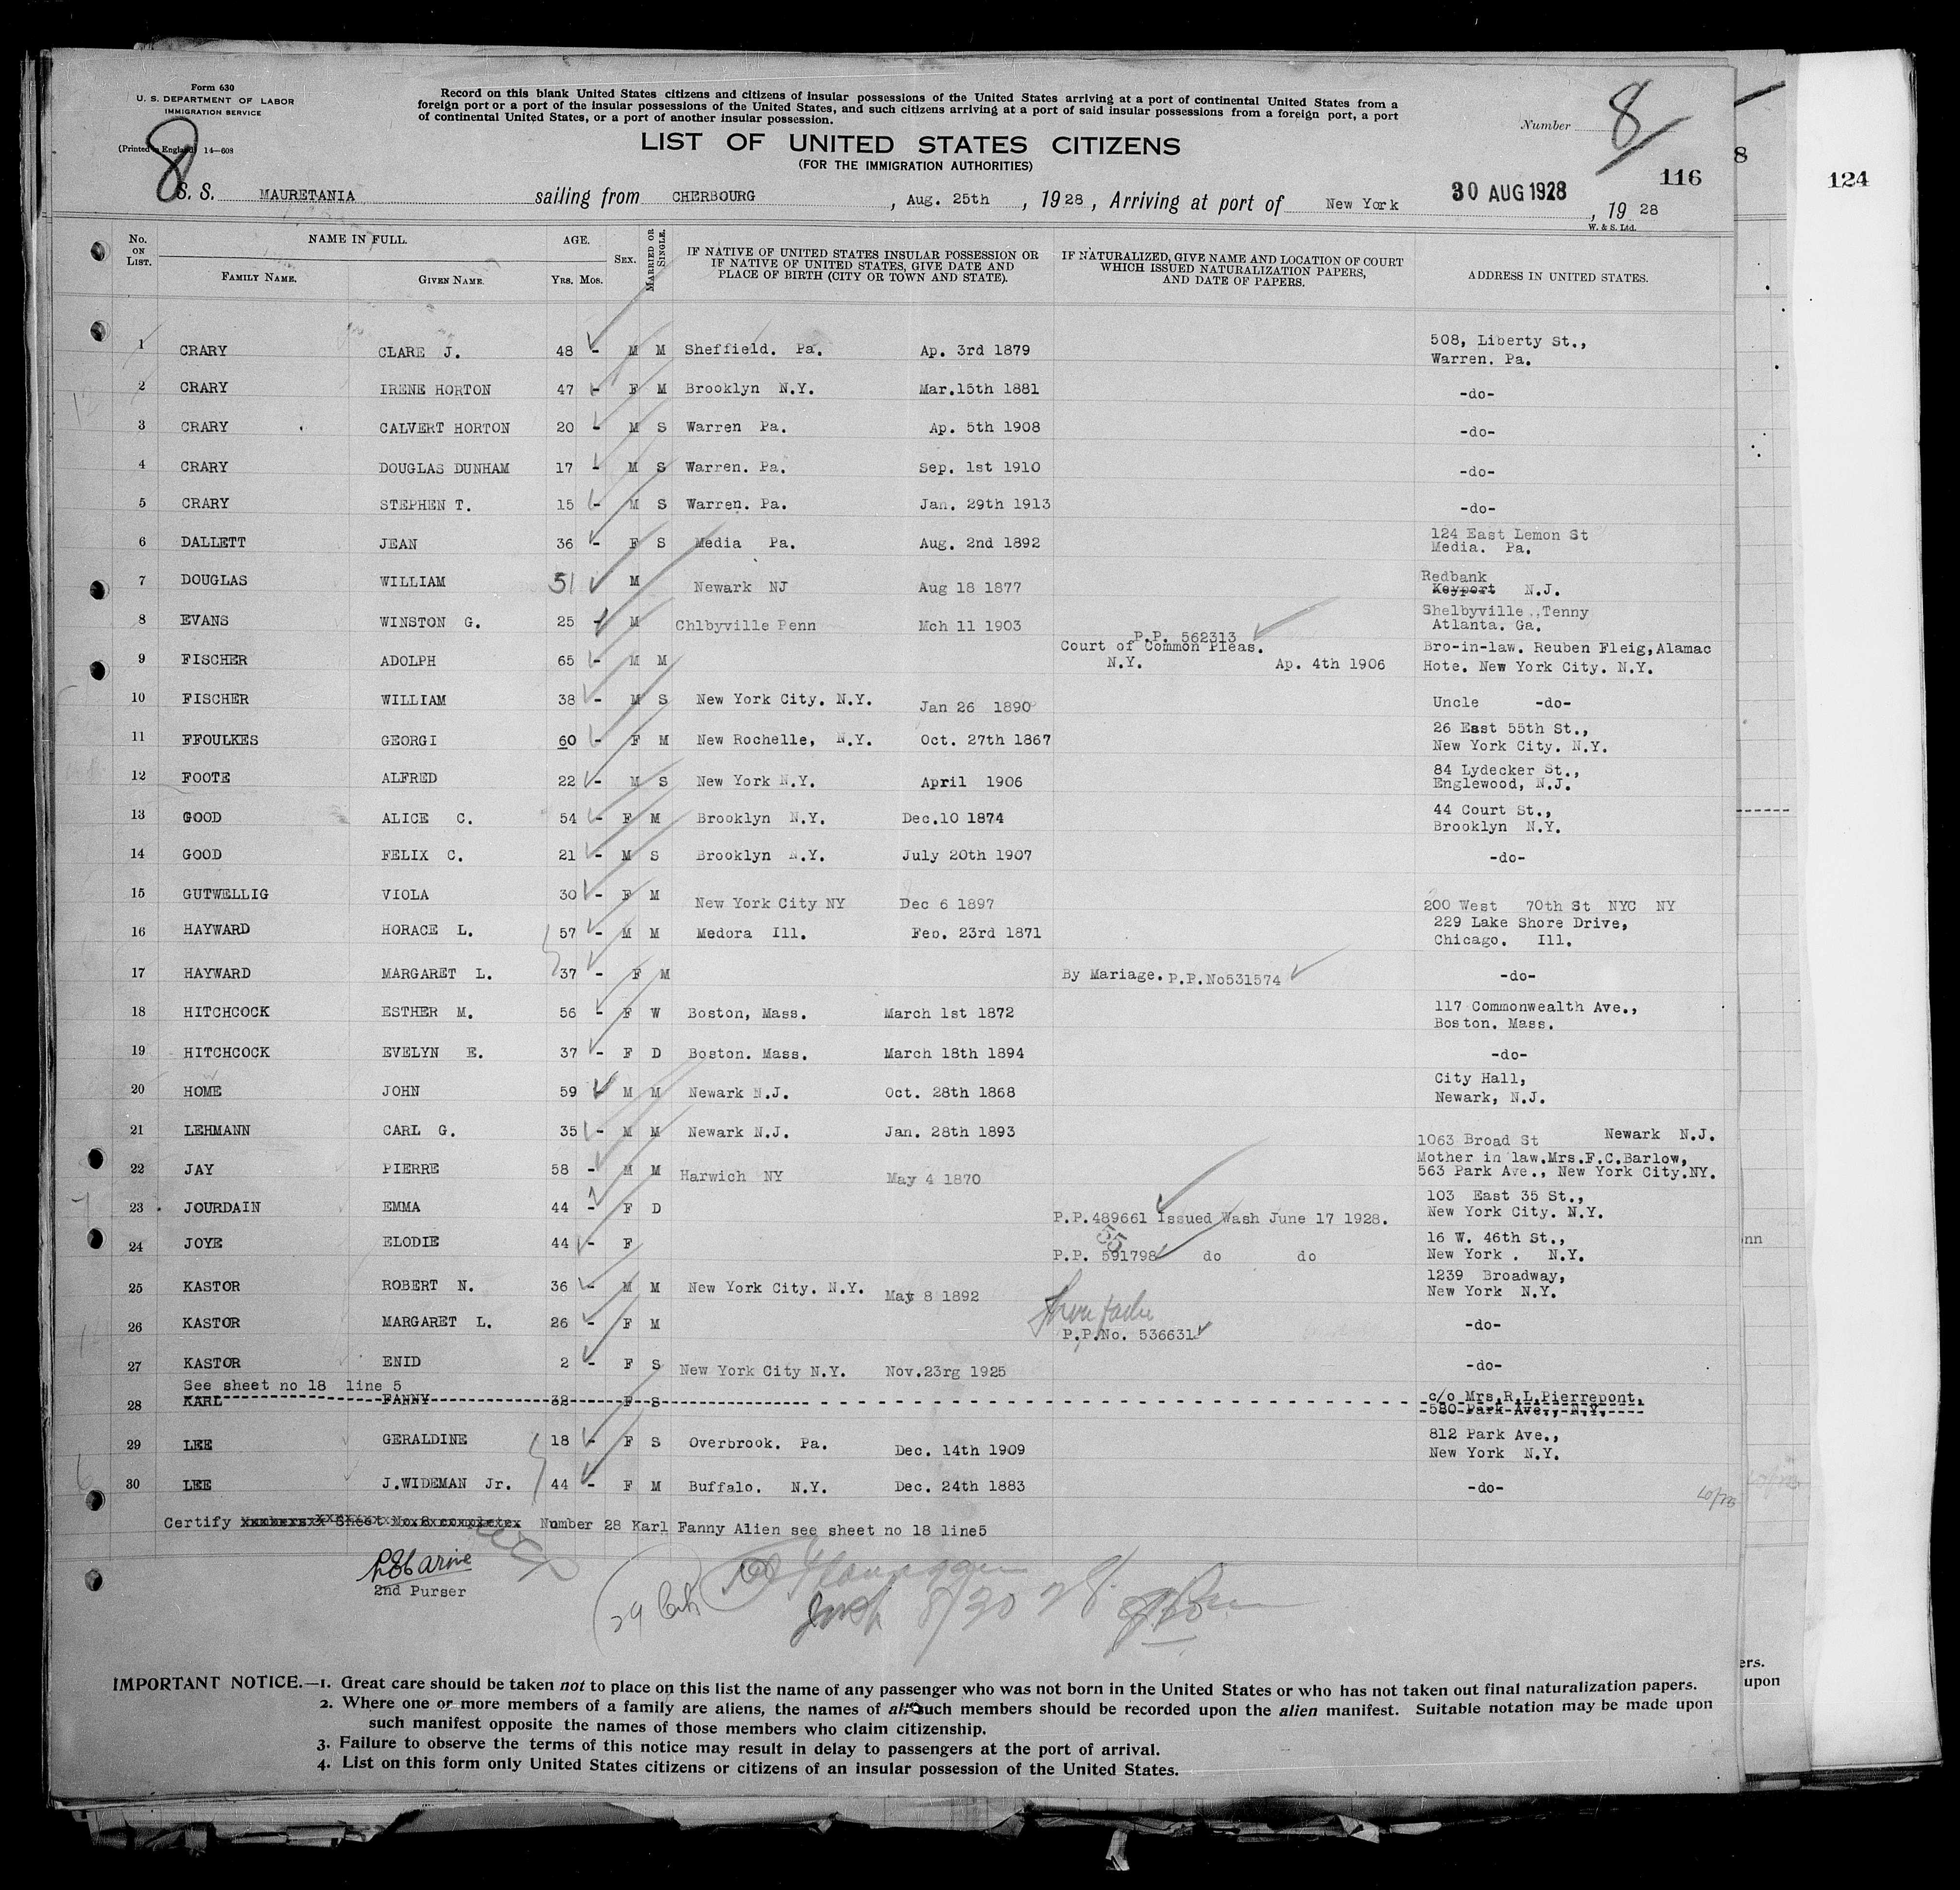 Form 630
U. S. DEPARTMENT OF LABOR
IMMIGRATION SERVICE
(Printed in England) 14—608
8
Record on this blank United States citizens and citizens of insular possessions of the United States arriving at a port of continental United States from a
foreign port or a port of the insular possessions of the United States, and such citizens arriving at a port of said insular possessions from a foreign port, a port
of continental United States, or a port of another insular possession.
Number 8
LIST OF UNITED STATES CITIZENS
(FOR THE IMMIGRATION AUTHORITIES)
116
8
124
S. S. MAURETANIA sailing from CHERBOURG, Aug. 25th, 1928, Arriving at port of New York 30 AUG 1928, 19 28
W. & S. Ltd.
No. ON LIST. NAME IN FULL. FAMILY NAME. GIVEN NAME. AGE. YRS. MOS. SEX. MARRIED OR SINGLE. IF NATIVE OF UNITED STATES INSULAR POSSESSION OR IF NATIVE OF UNITED STATES, GIVE DATE AND PLACE OF BIRTH (CITY OR TOWN AND STATE). IF NATURALIZED, GIVE NAME AND LOCATION OF COURT WHICH ISSUED NATURALIZATION PAPERS, AND DATE OF PAPERS. ADDRESS IN UNITED STATES.
1 CRARY CLARE J. 48 - M M Sheffield. Pa. Ap. 3rd 1879 508, Liberty St., Warren. Pa.
2 CRARY IRENE HORTON 47 - F M Brooklyn N.Y. Mar.15th 1881 -do-
3 CRARY CALVERT HORTON 20 - M S Warren Pa. Ap. 5th 1908 -do-
4 CRARY DOUGLAS DUNHAM 17 - M S Warren. Pa. Sep. 1st 1910 -do-
5 CRARY STEPHEN T. 15 - M S Warren. Pa. Jan. 29th 1913 -do-
6 DALLETT JEAN 36 - F S Media Pa. Aug. 2nd 1892 124 East Lemon St Media. Pa.
7 DOUGLAS WILLIAM 51 M Newark NJ Aug 18 1877 Redbank Keyport N.J.
8 EVANS WINSTON G. 25 - M Chlbyville Penn Mch 11 1903 Shelbyville .,Tenny Atlanta. Ga.
P.P. 562313
9 FISCHER ADOLPH 65 - M M Court of Common Pleas. N.Y. Ap. 4th 1906 Bro-in-law. Reuben Fleig,Alamac Hote. New York City. N.Y.
10 FISCHER WILLIAM 38 - M S New York City. N.Y. Jan 26 1890 Uncle -do-
11 FFOULKES GEORGI 60 - F M New Rochelle, N.Y. Oct. 27th 1867 26 East 55th St., New York City. N.Y.
12 FOOTE ALFRED 22 - M S New York N.Y. April 1906 84 Lydecker St., Englewood, N.J.
13 GOOD ALICE C. 54 - F M Brooklyn N.Y. Dec.10 1874 44 Court St., Brooklyn N.Y.
14 GOOD FELIX C. 21 - M S Brooklyn N.Y. July 20th 1907 -do-
15 GUTWELLIG VIOLA 30 - F M New York City NY Dec 6 1897 200 West 70th St NYC NY
16 HAYWARD HORACE L. 57 - M M Medora Ill. Feb. 23rd 1871 229 Lake Shore Drive, Chicago. Ill.
17 HAYWARD MARGARET L. 37 - F M By Mariage. P.P.No531574 -do-
18 HITCHCOCK ESTHER M. 56 - F W Boston, Mass. March 1st 1872 117 Commonwealth Ave., Boston. Mass.
19 HITCHCOCK EVELYN E. 37 - F D Boston. Mass. March 18th 1894 -do-
20 HOME JOHN 59 M M Newark N.J. Oct. 28th 1868 City Hall, Newark, N.J.
21 LEHMANN CARL G. 35 - M M Newark N.J. Jan. 28th 1893 1063 Broad St Newark N.J.
22 JAY PIERRE 58 - M M Harwich NY May 4 1870 Mother in law.Mrs.F.C.Barlow, 563 Park Ave., New York City.NY.
23 JOURDAIN EMMA 44 - F D P.P.489661 Issued Wash June 17 1928. 103 East 35 St., New York City. N.Y.
55
24 JOYE ELODIE 44 - F P.P. 591798 do do 16 W. 46th St., New York . N.Y.
25 KASTOR ROBERT N. 36 - M M New York City. N.Y. May 8 1892 1239 Broadway, New York N.Y.
26 KASTOR MARGARET L. 26 - F M P.P.No. 536631 -do-
27 KASTOR ENID 2 - F S New York City N.Y. Nov.23rg 1925 -do-
See sheet no 18 line 5
28 KARL FANNY 32 F S c/o Mrs.R.L.Pierrepont, 580 Park Ave., N.Y.
29 LEE GERALDINE 18 - F S Overbrook. Pa. Dec. 14th 1909 812 Park Ave., New York N.Y.
30 LEE J.WIDEMAN Jr. 44 - F M Buffalo. N.Y. Dec. 24th 1883 -do-
Certify Number 28 Karl Fanny Alien see sheet no 18 line5
2nd Purser
8/30 28
IMPORTANT NOTICE.—1. Great care should be taken not to place on this list the name of any passenger who was not born in the United States or who has not taken out final naturalization papers.
2. Where one or more members of a family are aliens, the names of all such members should be recorded upon the alien manifest. Suitable notation may be made upon
such manifest opposite the names of those members who claim citizenship.
3. Failure to observe the terms of this notice may result in delay to passengers at the port of arrival.
4. List on this form only United States citizens or citizens of an insular possession of the United States.
nn
ers.
upon